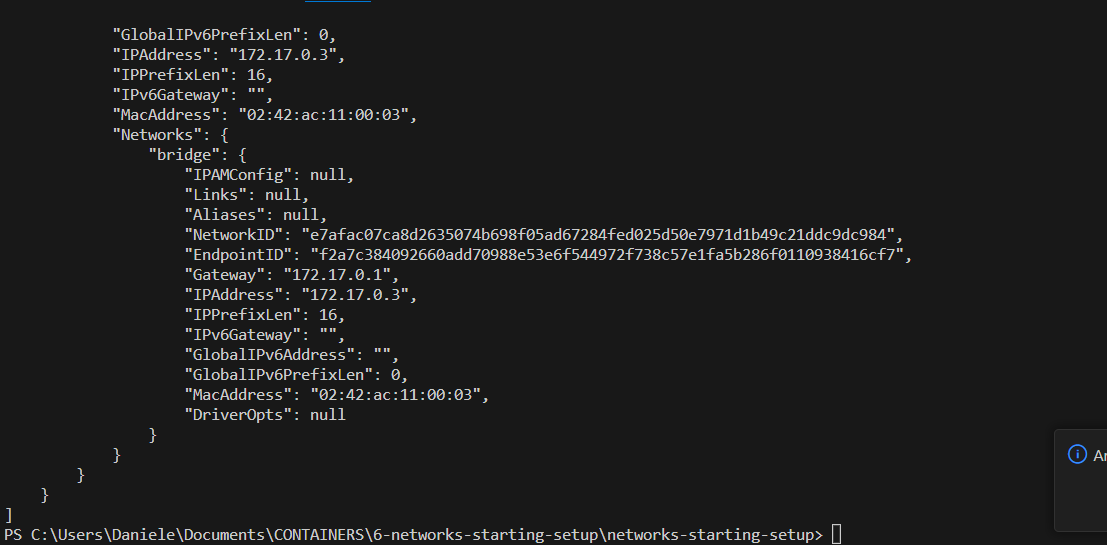 "GlobalIPv6PrefixLen": 0,
            "IPAddress": "172.17.0.3",
            "IPPrefixLen": 16,
            "IPv6Gateway": "",
            "MacAddress": "02:42:ac:11:00:03",
            "Networks": {
                "bridge": {
                    "IPAMConfig": null,
                    "Links": null,
                    "Aliases": null,
                    "NetworkID": "e7afac07ca8d2635074b698f05ad67284fed025d50e7971d1b49c21ddc9dc984",
                    "EndpointID": "f2a7c384092660add70988e53e6f544972f738c57e1fa5b286f0110938416cf7",
                    "Gateway": "172.17.0.1",
                    "IPAddress": "172.17.0.3",
                    "IPPrefixLen": 16,
                    "IPv6Gateway": "",
                    "GlobalIPv6Address": "",
                    "GlobalIPv6PrefixLen": 0,
                    "MacAddress": "02:42:ac:11:00:03",
                    "DriverOpts": null
                }
            }
        }
    }
]
PS C:\Users\Daniele\Documents\CONTAINERS\6-networks-starting-setup\networks-starting-setup>